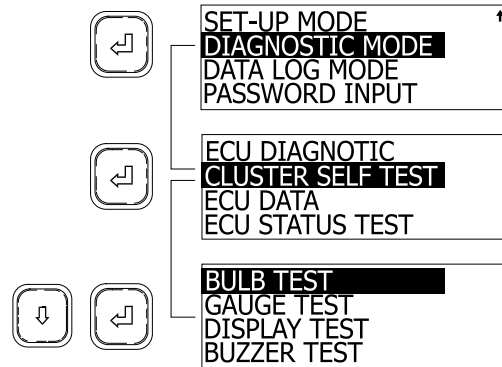 SET-UP MODE
DIAGNOSTIC MODE
DATA LOG MODE
PASSWORD INPUT
ECU DIAGNOTIC
CLUSTER SELF TEST
ECU DATA
ECU STATUS TEST
BULB TEST
GAUGE TEST
DISPLAY TEST
BUZZER TEST